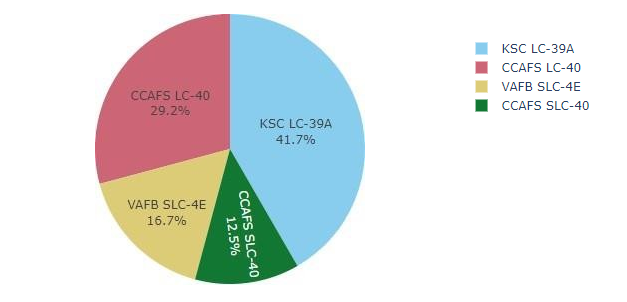 CCAFS LC-40
29.2%
KSC LC-39A
41.7%
VAFB SLC-4E
16.7%
CCAFS SLC-40
12.5%
KSC LC-39A
CCAFS LC-40
VAFB SLC-4E
CCAFS SLC-40